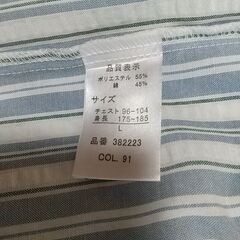 品質表示
ポリエステル 55%
綿 45%
サイズ
チェスト 96-104
身長 175-185
L
品番 382223
COL. 91